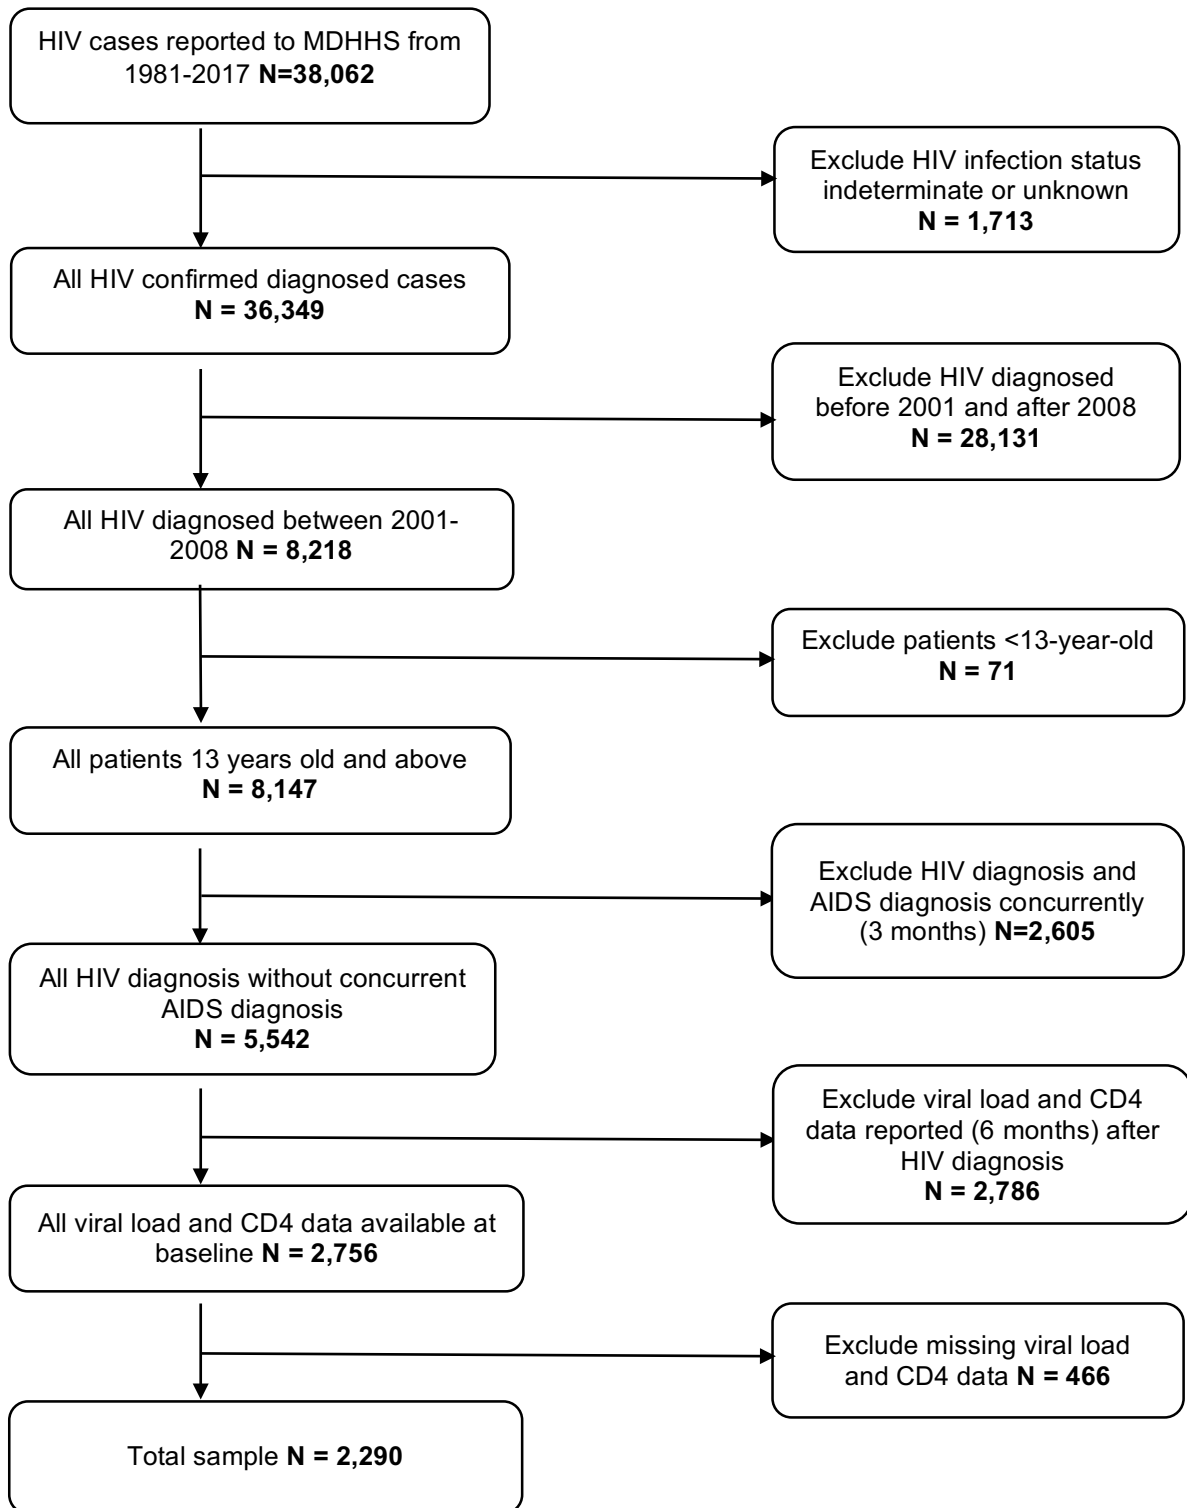 HIV cases reported to MDHHS from
1981-2017 N=38,062
Exclude HIV infection status
indeterminate or unknown
N = 1,713
All HIV confirmed diagnosed cases
N = 36,349
Exclude HIV diagnosed
before 2001 and after 2008
N = 28,131
All HIV diagnosed between 2001-
2008 N = 8,218
Exclude patients <13-year-old
N = 71
All patients 13 years old and above
N = 8,147
Exclude HIV diagnosis and
AIDS diagnosis concurrently
(3 months) N=2,605
All HIV diagnosis without concurrent
AIDS diagnosis
N = 5,542
Exclude viral load and CD4
data reported (6 months) after
HIV diagnosis
N = 2,786
All viral load and CD4 data available at
baseline N = 2,756
Exclude missing viral load
and CD4 data N = 466
Total sample N = 2,290